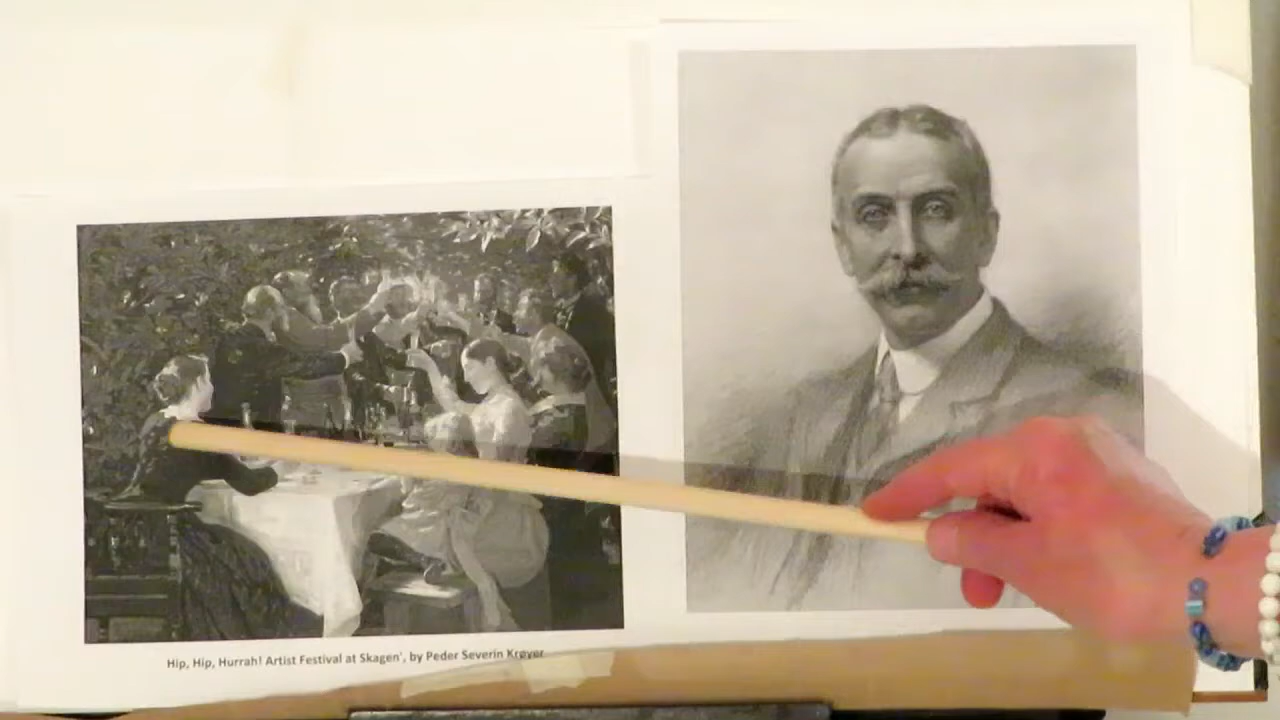 Hip, Hip, Hurrah! Artist Festival at Skagen', by Peder Severin Krøyer